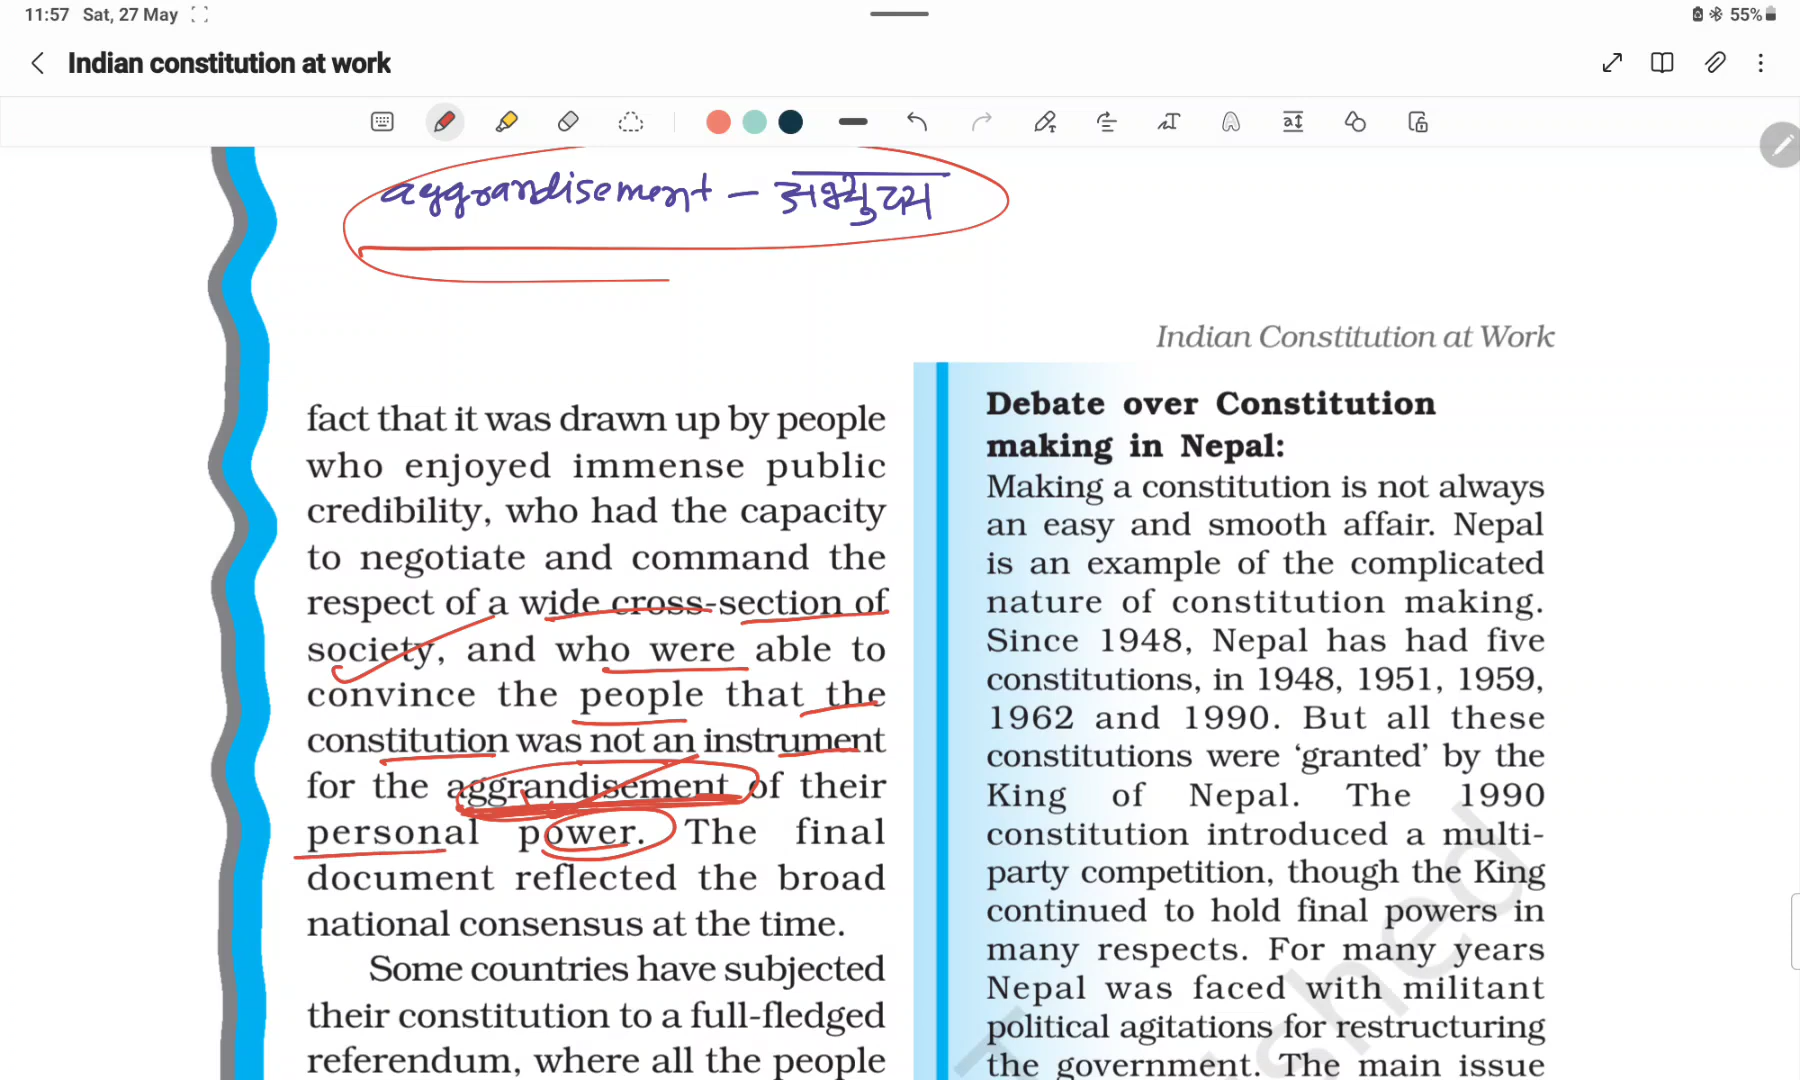 11:57 Sat, 27 May
55%
Indian constitution at work
aggrandisement – अभ्युदय
Indian Constitution at Work
fact that it was drawn up by people
who enjoyed immense public
credibility, who had the capacity
to negotiate and command the
respect of a wide cross-section of
society, and who were able to
convince the people that the
constitution was not an instrument
for the aggrandisement of their
personal power. The final
document reflected the broad
national consensus at the time.
Some countries have subjected
their constitution to a full-fledged
referendum, where all the people
Debate over Constitution
making in Nepal:
Making a constitution is not always
an easy and smooth affair. Nepal
is an example of the complicated
nature of constitution making.
Since 1948, Nepal has had five
constitutions, in 1948, 1951, 1959,
1962 and 1990. But all these
constitutions were ‘granted’ by the
King of Nepal. The 1990
constitution introduced a multi-
party competition, though the King
continued to hold final powers in
many respects. For many years
Nepal was faced with militant
political agitations for restructuring
the government. The main issue